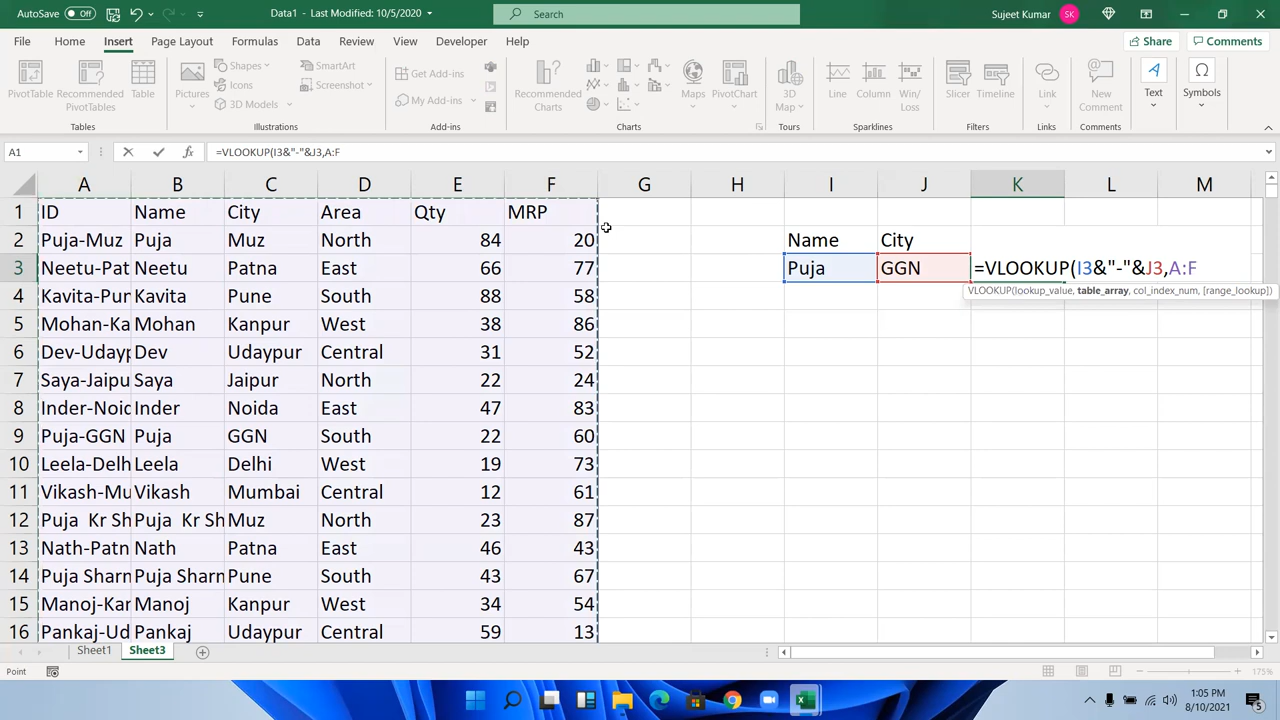 AutoSave Off Data1 - Last Modified: 10/5/2020 Search Sujeet Kumar SK
File Home Insert Page Layout Formulas Data Review View Developer Help Share Comments
PivotTable Recommended PivotTables Table
Tables
Pictures Shapes Icons 3D Models SmartArt Screenshot
Illustrations
Get Add-ins My Add-ins
Add-ins
Recommended Charts Maps PivotChart
Charts
3D Map
Tours
Line Column Win/Loss
Sparklines
Slicer Timeline
Filters
Link
Links
New Comment
Comments
Text
Symbols
A1 fx =VLOOKUP(I3&"-"&J3,A:F
A B C D E F G H I J K L M
1 ID Name City Area Qty MRP
2 Puja-Muz Puja Muz North 84 20 Name City
3 Neetu-Pat Neetu Patna East 66 77 Puja GGN =VLOOKUP(I3&"-"&J3,A:F
VLOOKUP(lookup_value, table_array, col_index_num, [range_lookup])
4 Kavita-Pur Kavita Pune South 88 58
5 Mohan-Ka Mohan Kanpur West 38 86
6 Dev-Udayp Dev Udaypur Central 31 52
7 Saya-Jaipu Saya Jaipur North 22 24
8 Inder-Noid Inder Noida East 47 83
9 Puja-GGN Puja GGN South 22 60
10 Leela-Delh Leela Delhi West 19 73
11 Vikash-Mu Vikash Mumbai Central 12 61
12 Puja Kr Sh Puja Kr Sh Muz North 23 87
13 Nath-Patn Nath Patna East 46 43
14 Puja Sharn Puja Sharn Pune South 43 67
15 Manoj-Kar Manoj Kanpur West 34 54
16 Pankaj-Ud Pankaj Udaypur Central 59 13
Sheet1 Sheet3
Point 175%
1:05 PM
8/10/2021
5